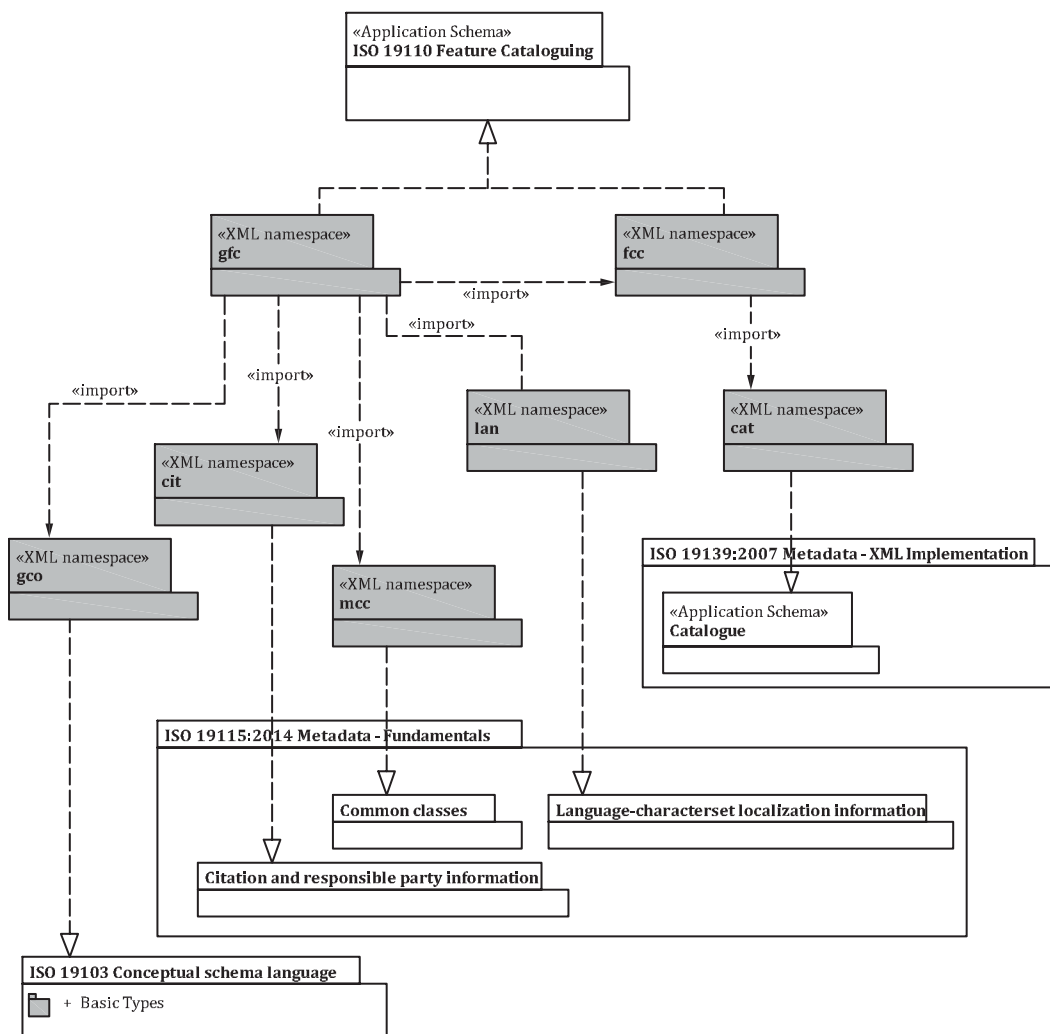 «Application Schema»
ISO 19110 Feature Cataloguing
«XML namespace»
gfc
«XML namespace»
fcc
«import»
«import»
«import»
«import»
«import»
«import»
«import»
«XML namespace»
lan
«XML namespace»
cat
«XML namespace»
cit
«XML namespace»
gco
«XML namespace»
mcc
ISO 19139:2007 Metadata - XML Implementation
«Application Schema»
Catalogue
ISO 19115:2014 Metadata - Fundamentals
Common classes
Language-characterset localization information
Citation and responsible party information
ISO 19103 Conceptual schema language
+ Basic Types